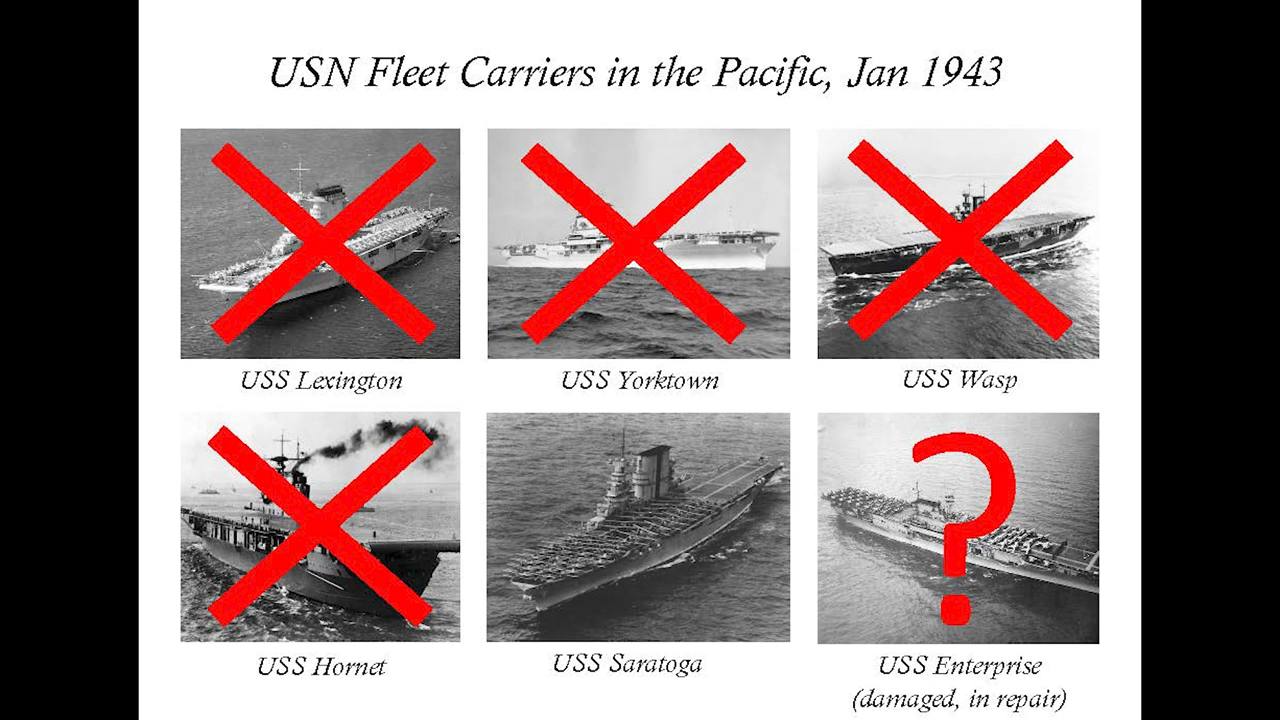 USN Fleet Carriers in the Pacific, Jan 1943
USS Lexington
USS Yorktown
USS Wasp
USS Hornet
USS Saratoga
USS Enterprise
(damaged, in repair)